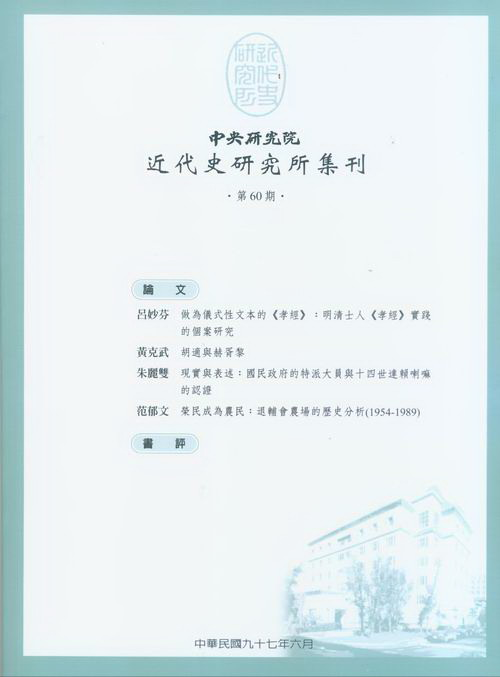 近代史
研究所
中央研究院
近代史研究所集刊
·第60期·
論 文
呂妙芬 做為儀式性文本的《孝經》：明清士人《孝經》實踐
的個案研究
黃克武 胡適與赫胥黎
朱麗雙 現實與表述：國民政府的特派大員與十四世達賴喇嘛
的認證
范郁文 榮民成為農民：退輔會農場的歷史分析(1954-1989)
書 評
中華民國九十七年六月